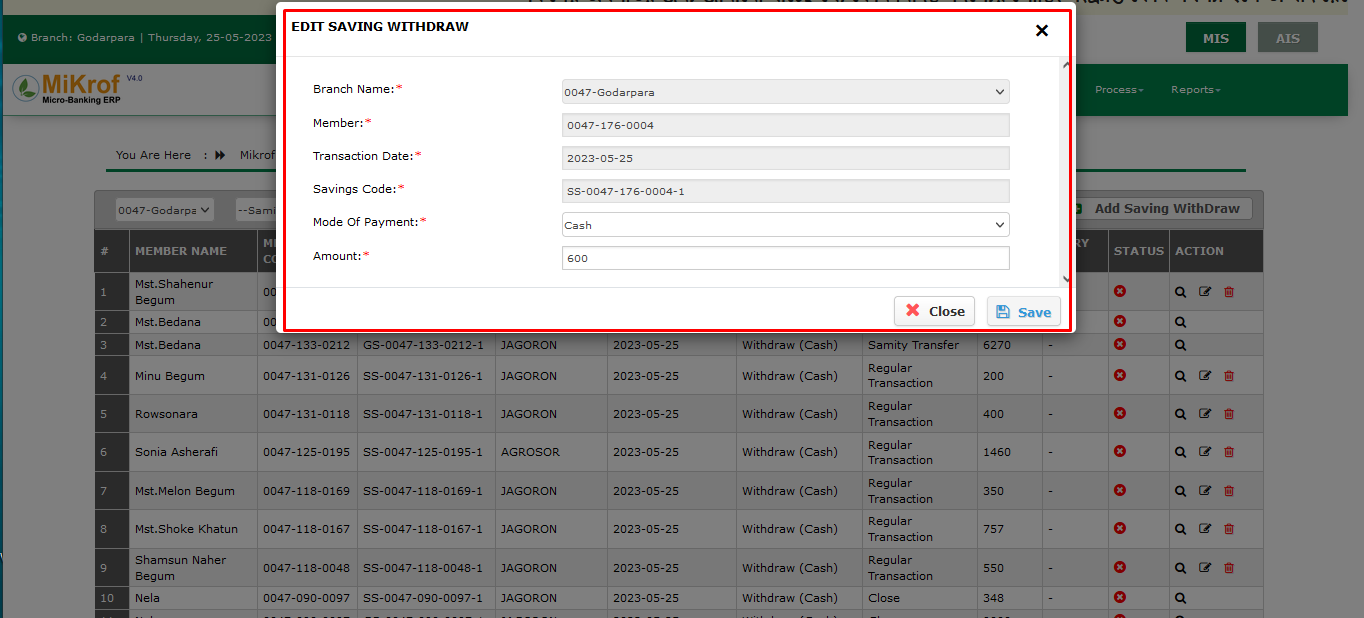 EDIT SAVING WITHDRAW
Branch: Godarpara | Thursday, 25-05-2023
MIS
AIS
MiKrof V4.0
Micro-Banking ERP
Process
Reports
You Are Here : Mikrof
Branch Name:*
0047-Godarpara
Member:*
0047-176-0004
Transaction Date:*
2023-05-25
Savings Code:*
SS-0047-176-0004-1
Mode Of Payment:*
Cash
Amount:*
600
Close
Save
0047-Godarpa
--Sami
Add Saving WithDraw
# MEMBER NAME STATUS ACTION
1 Mst.Shahenur Begum
2 Mst.Bedana
3 Mst.Bedana 0047-133-0212 GS-0047-133-0212-1 JAGORON 2023-05-25 Withdraw (Cash) Samity Transfer 6270 -
4 Minu Begum 0047-131-0126 SS-0047-131-0126-1 JAGORON 2023-05-25 Withdraw (Cash) Regular Transaction 200 -
5 Rowsonara 0047-131-0118 SS-0047-131-0118-1 JAGORON 2023-05-25 Withdraw (Cash) Regular Transaction 400 -
6 Sonia Asherafi 0047-125-0195 SS-0047-125-0195-1 AGROSOR 2023-05-25 Withdraw (Cash) Regular Transaction 1460 -
7 Mst.Melon Begum 0047-118-0169 SS-0047-118-0169-1 JAGORON 2023-05-25 Withdraw (Cash) Regular Transaction 350 -
8 Mst.Shoke Khatun 0047-118-0167 SS-0047-118-0167-1 JAGORON 2023-05-25 Withdraw (Cash) Regular Transaction 757 -
9 Shamsun Naher Begum 0047-118-0048 SS-0047-118-0048-1 JAGORON 2023-05-25 Withdraw (Cash) Regular Transaction 550 -
10 Nela 0047-090-0097 SS-0047-090-0097-1 JAGORON 2023-05-25 Withdraw (Cash) Close 348 -